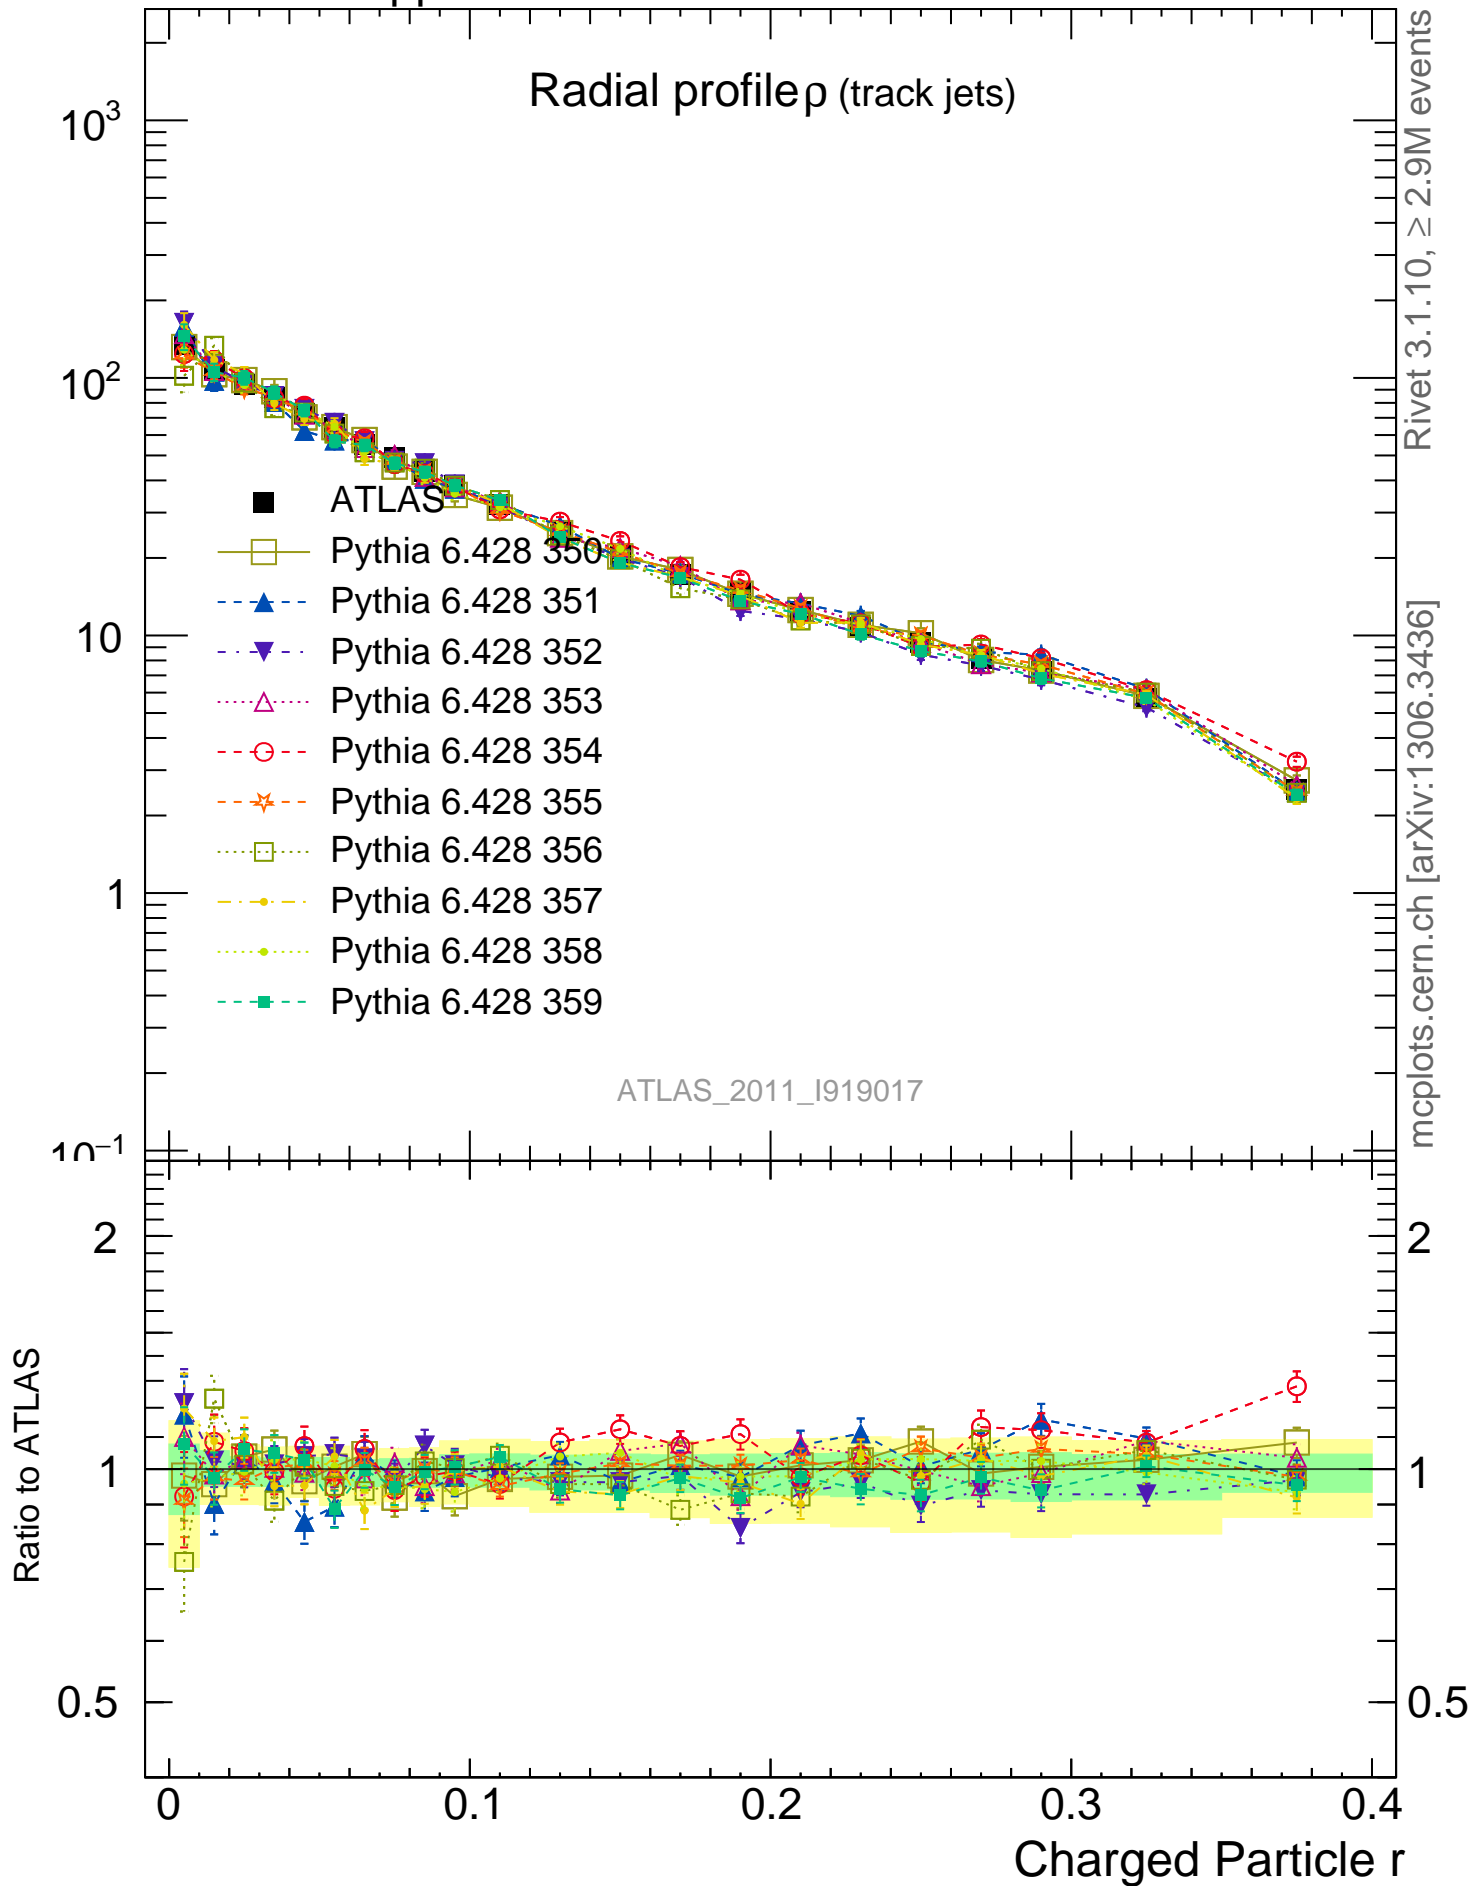 Radial profile ρ (track jets)
10³
10²
10
1
10⁻¹
ATLAS
Pythia 6.428 350
Pythia 6.428 351
Pythia 6.428 352
Pythia 6.428 353
Pythia 6.428 354
Pythia 6.428 355
Pythia 6.428 356
Pythia 6.428 357
Pythia 6.428 358
Pythia 6.428 359
ATLAS_2011_I919017
Rivet 3.1.10, ≥ 2.9M events
mcplots.cern.ch [arXiv:1306.3436]
Ratio to ATLAS
2
1
0.5
2
1
0.5
0
0.1
0.2
0.3
0.4
Charged Particle r